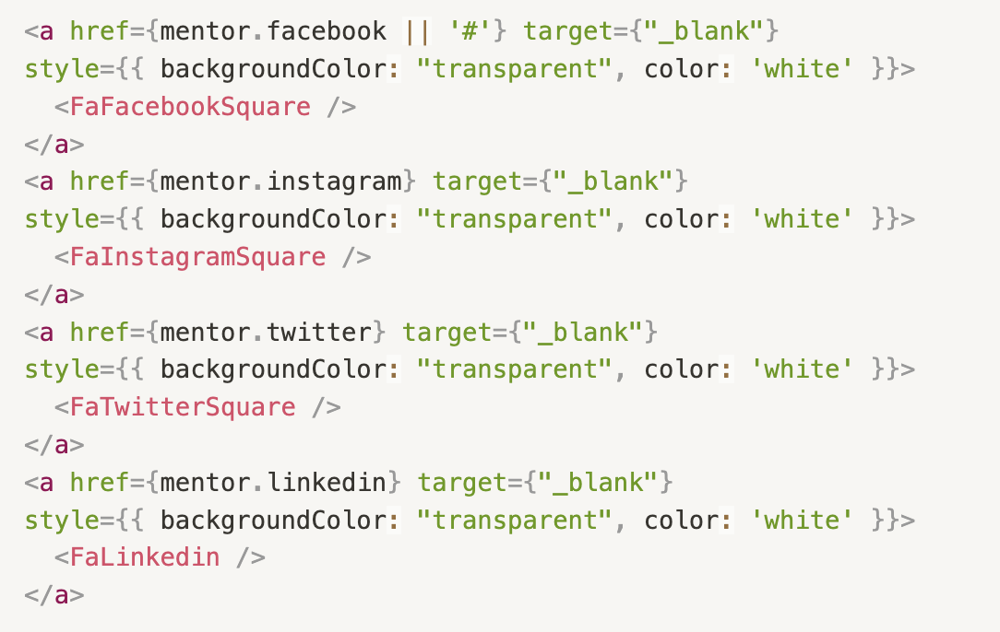 <a href={mentor.facebook || '#'} target={"_blank"}
style={{ backgroundColor: "transparent", color: 'white' }}>
  <FaFacebookSquare />
</a>
<a href={mentor.instagram} target={"_blank"}
style={{ backgroundColor: "transparent", color: 'white' }}>
  <FaInstagramSquare />
</a>
<a href={mentor.twitter} target={"_blank"}
style={{ backgroundColor: "transparent", color: 'white' }}>
  <FaTwitterSquare />
</a>
<a href={mentor.linkedin} target={"_blank"}
style={{ backgroundColor: "transparent", color: 'white' }}>
  <FaLinkedin />
</a>